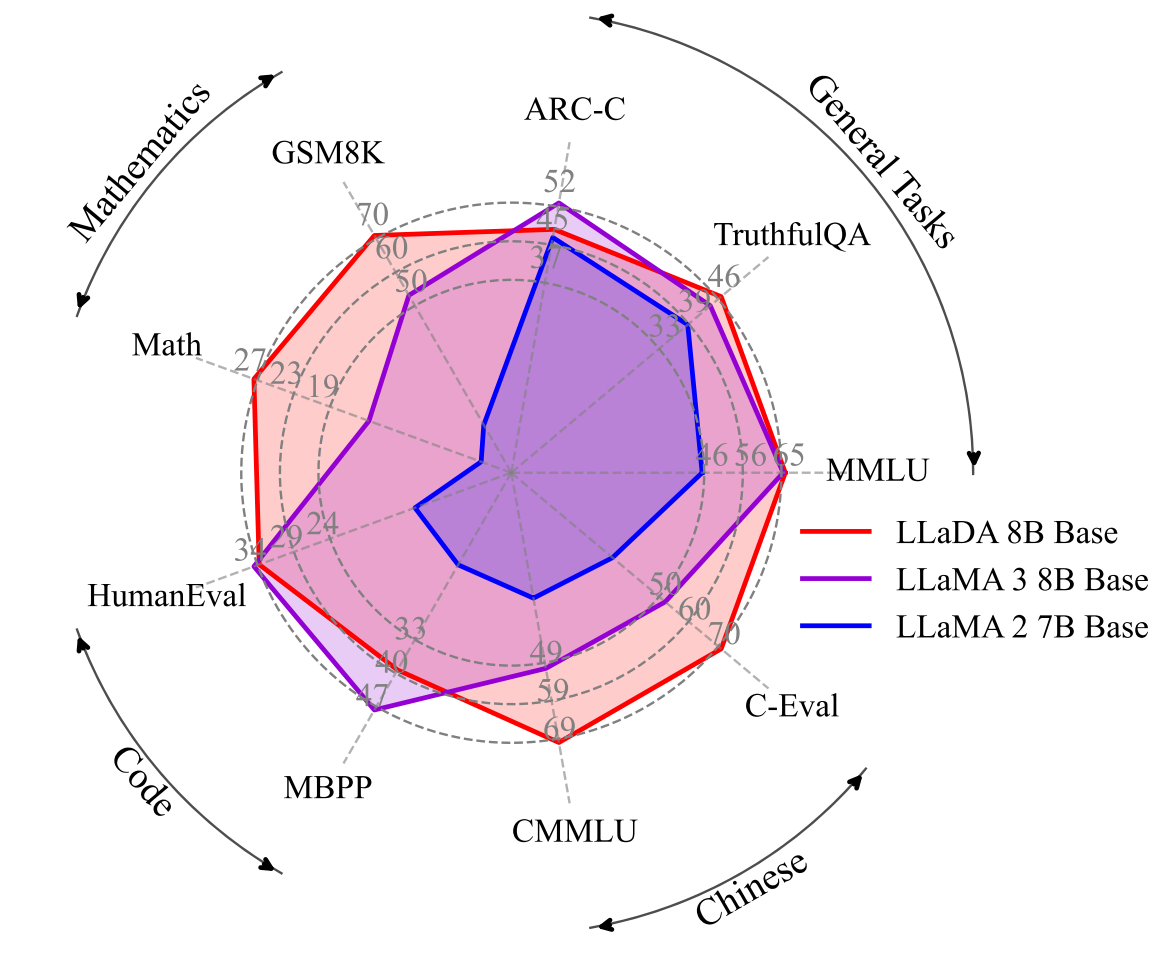 Mathematics
General Tasks
ARC-C
GSM8K
52
45
37
70
60
50
TruthfulQA
46
39
33
Math
27
23
19
MMLU
46
56
65
HumanEval
34
29
24
LLaDA 8B Base
LLaMA 3 8B Base
LLaMA 2 7B Base
33
40
47
49
59
69
50
60
70
C-Eval
MBPP
CMMLU
Code
Chinese